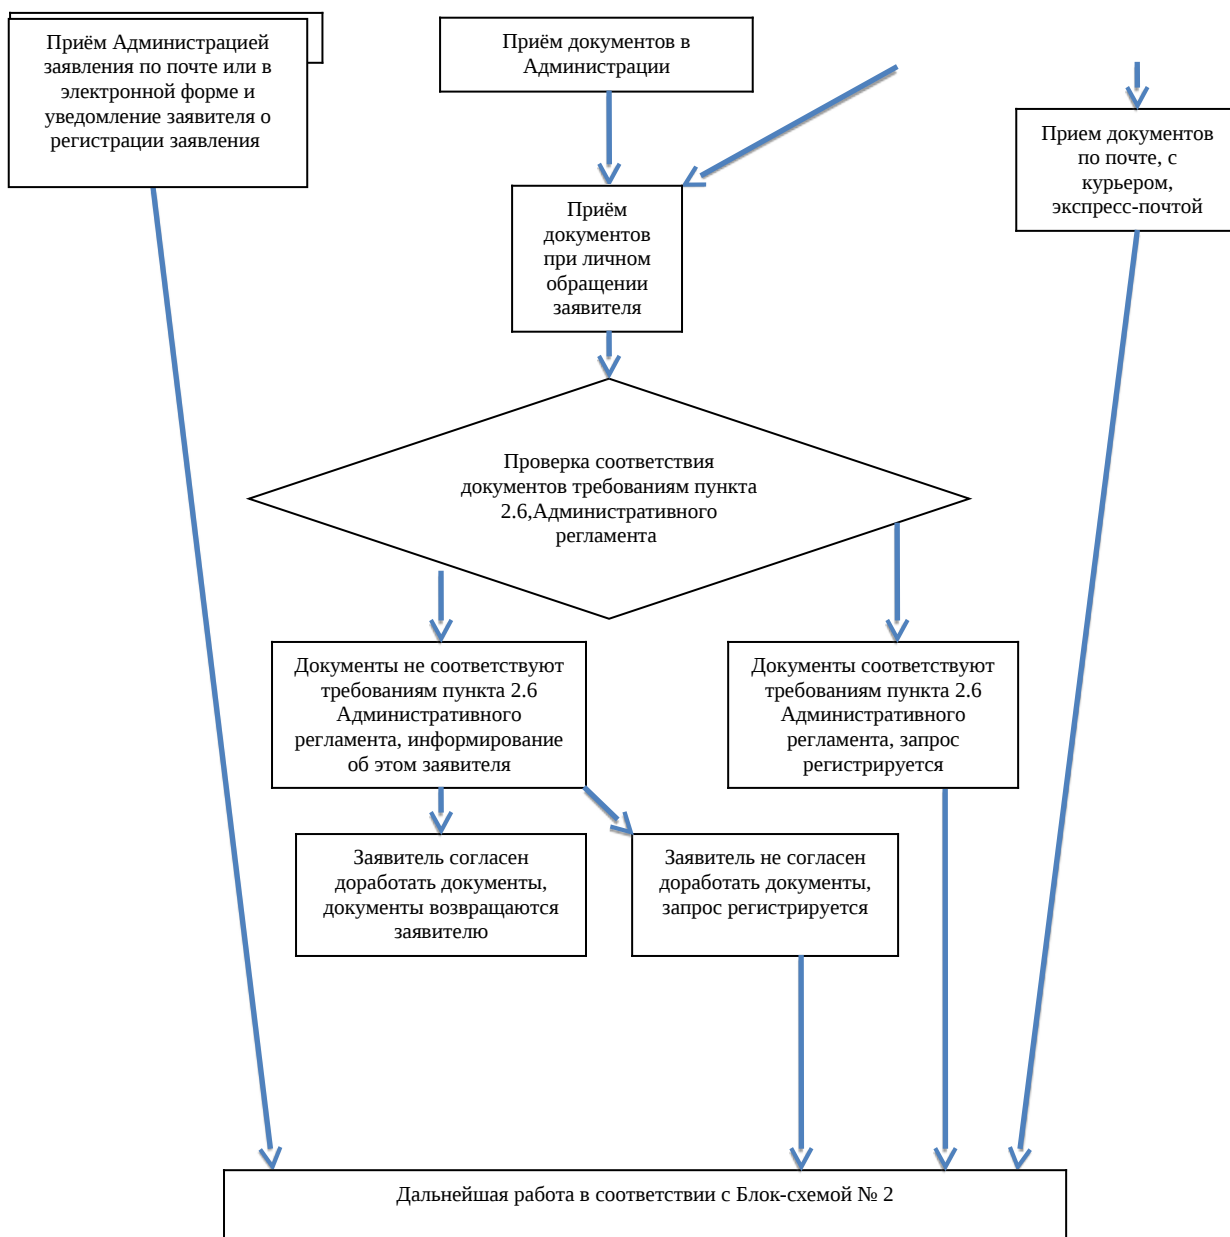 Приём Администрацией
заявления по почте или в
электронной форме и
уведомление заявителя о
регистрации заявления
Приём документов в
Администрации
Прием документов
по почте, с
курьером,
экспресс-почтой
Приём
документов
при личном
обращении
заявителя
Проверка соответствия
документов требованиям пункта
2.6,Административного
регламента
Документы не соответствуют
требованиям пункта 2.6
Административного
регламента, информирование
об этом заявителя
Документы соответствуют
требованиям пункта 2.6
Административного
регламента, запрос
регистрируется
Заявитель согласен
доработать документы,
документы возвращаются
заявителю
Заявитель не согласен
доработать документы,
запрос регистрируется
Дальнейшая работа в соответствии с Блок-схемой № 2